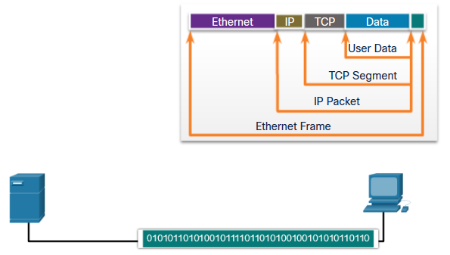 Ethernet IP TCP Data
User Data
TCP Segment
IP Packet
Ethernet Frame